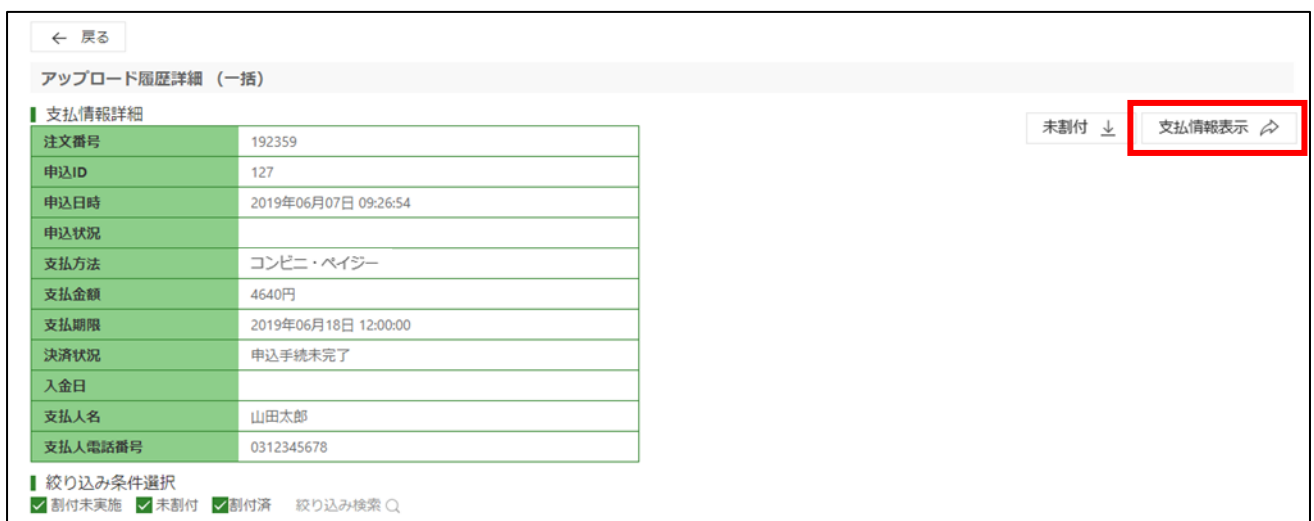 ← 戻る
アップロード履歴詳細 (一括)
支払情報詳細
未割付 支払情報表示
注文番号 192359
申込ID 127
申込日時 2019年06月07日 09:26:54
申込状況
支払方法 コンビニ・ペイジー
支払金額 4640円
支払期限 2019年06月18日 12:00:00
決済状況 申込手続未完了
入金日
支払人名 山田太郎
支払人電話番号 0312345678
絞り込み条件選択
割付未実施 未割付 割付済 絞り込み検索